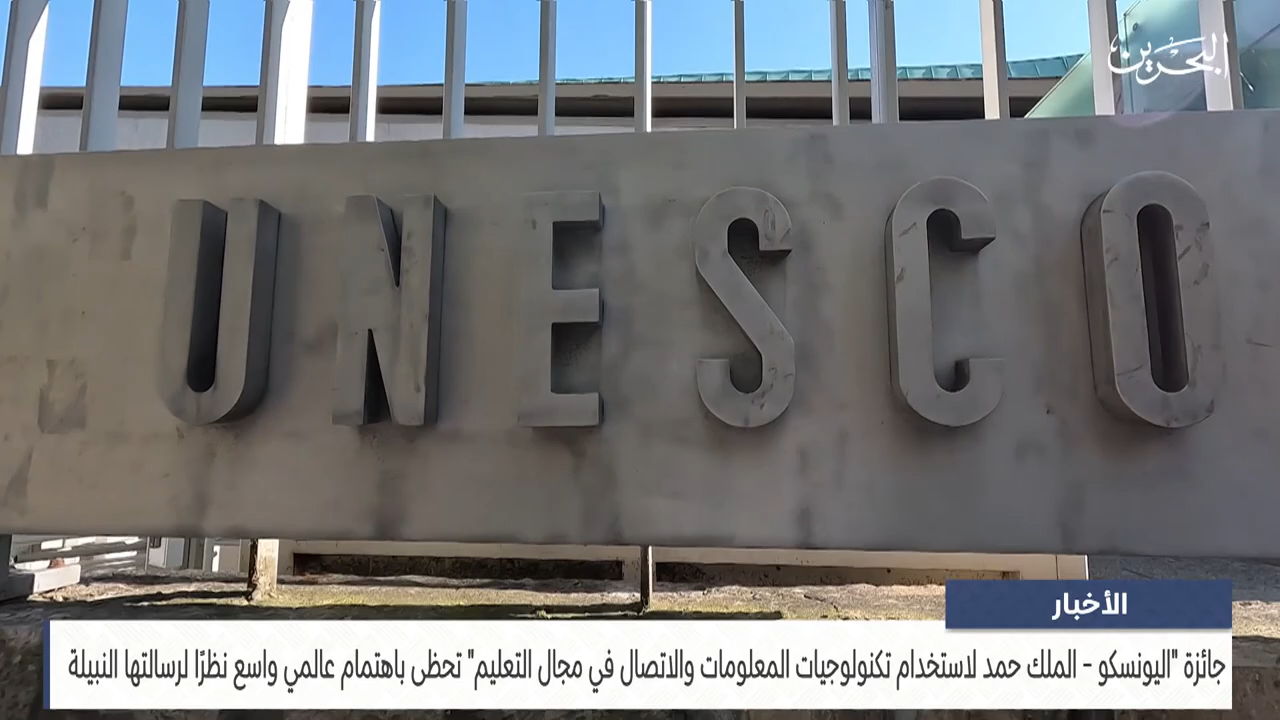 البحرين
UNESCO
الأخبار
جائزة "اليونسكو - الملك حمد لاستخدام تكنولوجيات المعلومات والاتصال في مجال التعليم" تحظى باهتمام عالمي واسع نظرًا لرسالتها النبيلة